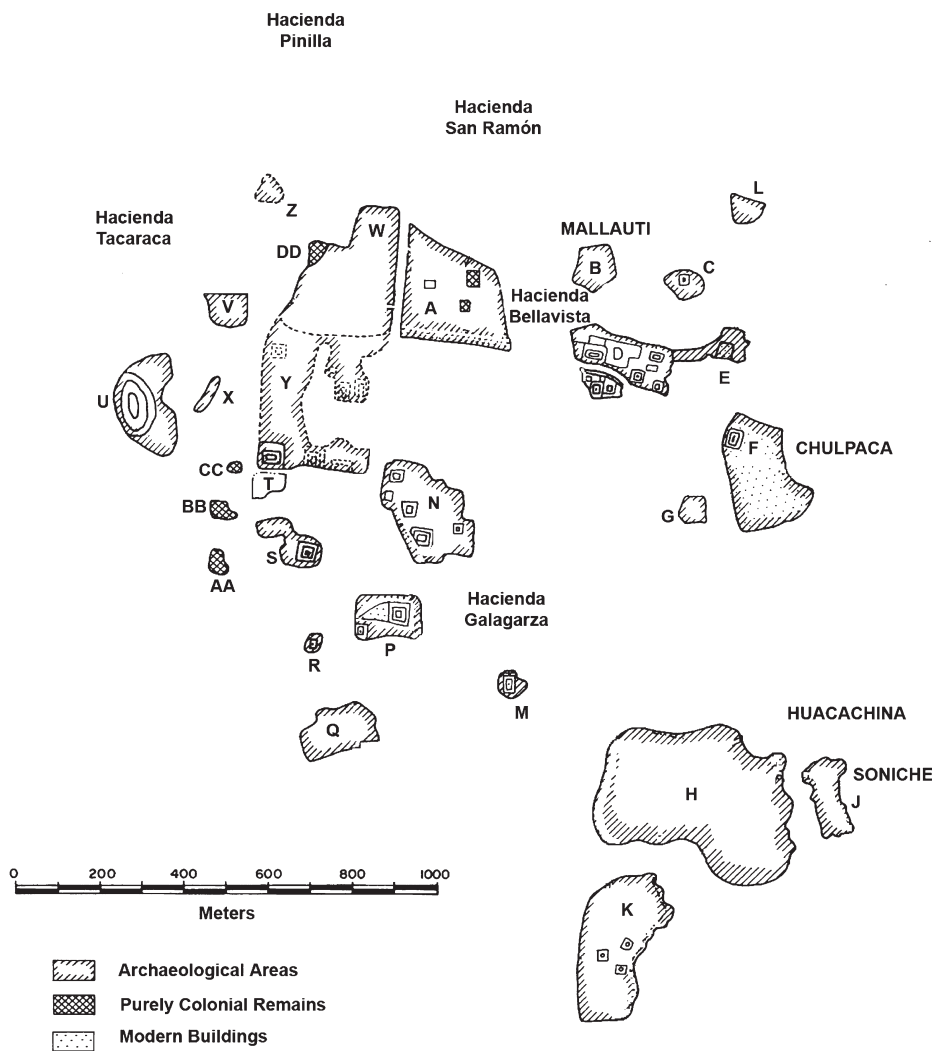 Hacienda
Pinilla
Hacienda
San Ramón
L
Z
Hacienda
Tacaraca
W
MALLAUTI
DD
B
C
V
A
Hacienda
Bellavista
D
E
Y
X
U
F
CHULPACA
CC
T
N
BB
G
S
AA
Hacienda
Galagarza
P
R
M
Q
HUACACHINA
SONICHE
H
J
0 200 400 600 800 1000
Meters
K
Archaeological Areas
Purely Colonial Remains
Modern Buildings